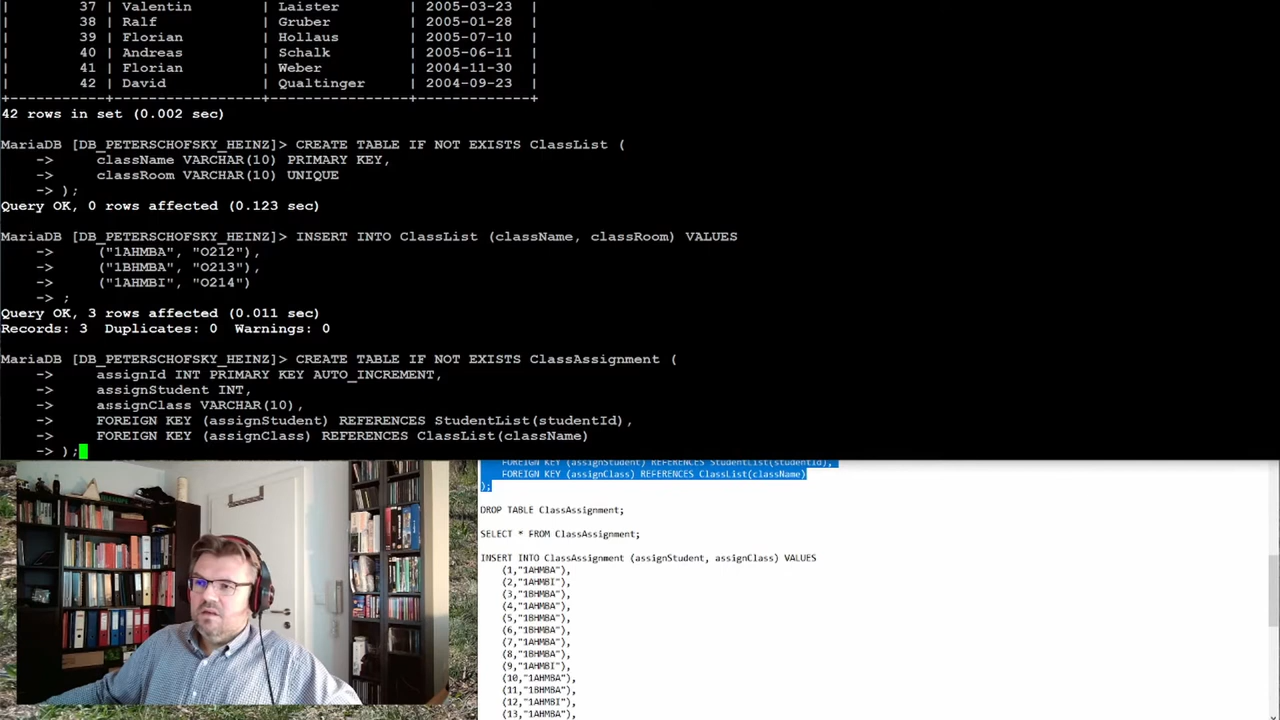 |        37 | Valentin        | Laister        | 2005-03-23  |
|        38 | Ralf            | Gruber         | 2005-01-28  |
|        39 | Florian         | Hollaus        | 2005-07-10  |
|        40 | Andreas         | Schalk         | 2005-06-11  |
|        41 | Florian         | Weber          | 2004-11-30  |
|        42 | David           | Qualtinger     | 2004-09-23  |
+-----------+-----------------+----------------+-------------+
42 rows in set (0.002 sec)
MariaDB [DB_PETERSCHOFSKY_HEINZ]> CREATE TABLE IF NOT EXISTS ClassList (
    ->     className VARCHAR(10) PRIMARY KEY,
    ->     classRoom VARCHAR(10) UNIQUE
    -> );
Query OK, 0 rows affected (0.123 sec)
MariaDB [DB_PETERSCHOFSKY_HEINZ]> INSERT INTO ClassList (className, classRoom) VALUES
    ->     ("1AHMBA", "O212"),
    ->     ("1BHMBA", "O213"),
    ->     ("1AHMBI", "O214")
    -> ;
Query OK, 3 rows affected (0.011 sec)
Records: 3  Duplicates: 0  Warnings: 0
MariaDB [DB_PETERSCHOFSKY_HEINZ]> CREATE TABLE IF NOT EXISTS ClassAssignment (
    ->     assignId INT PRIMARY KEY AUTO_INCREMENT,
    ->     assignStudent INT,
    ->     assignClass VARCHAR(10),
    ->     FOREIGN KEY (assignStudent) REFERENCES StudentList(studentId),
    ->     FOREIGN KEY (assignClass) REFERENCES ClassList(className)
    -> );
FOREIGN KEY (assignStudent) REFERENCES StudentList(studentId),
FOREIGN KEY (assignClass) REFERENCES ClassList(className)
);
DROP TABLE ClassAssignment;
SELECT * FROM ClassAssignment;
INSERT INTO ClassAssignment (assignStudent, assignClass) VALUES
(1,"1AHMBA"),
(2,"1AHMBI"),
(3,"1BHMBA"),
(4,"1AHMBA"),
(5,"1BHMBA"),
(6,"1BHMBA"),
(7,"1AHMBA"),
(8,"1BHMBA"),
(9,"1AHMBI"),
(10,"1AHMBA"),
(11,"1BHMBA"),
(12,"1AHMBI"),
(13,"1AHMBA"),